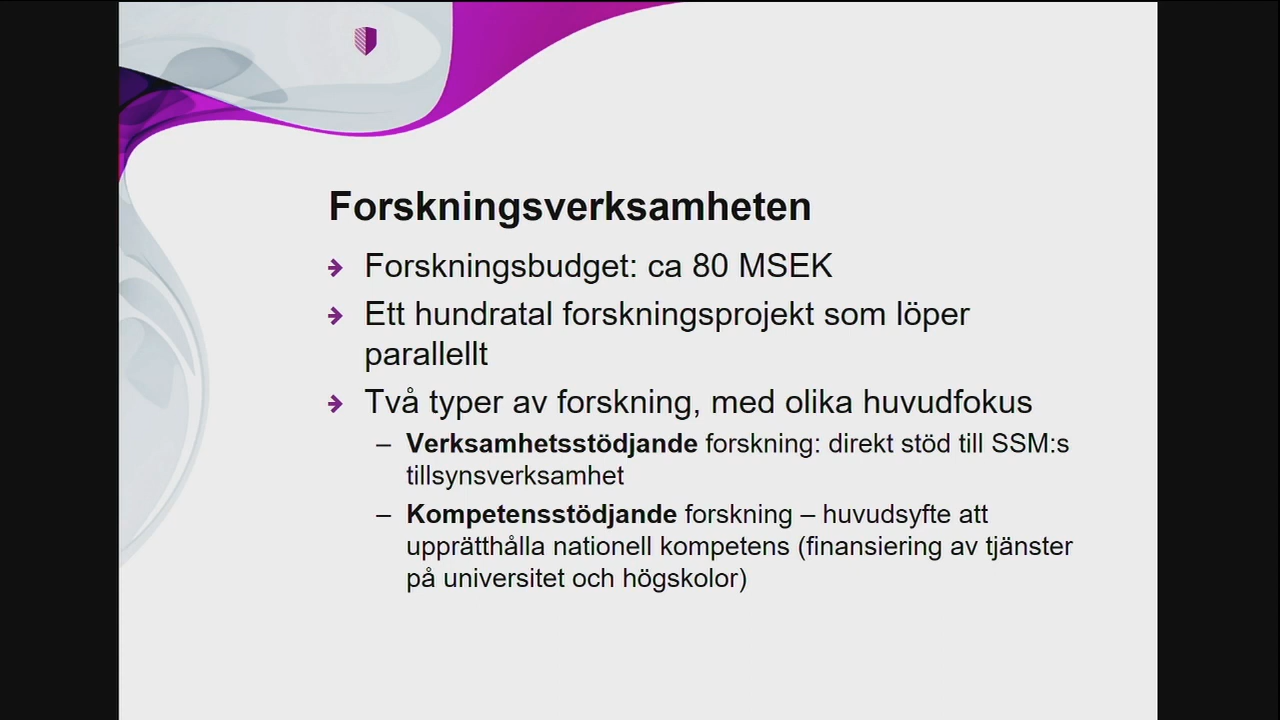 Forskningsverksamheten
Forskningsbudget: ca 80 MSEK
Ett hundratal forskningsprojekt som löper
parallellt
Två typer av forskning, med olika huvudfokus
– Verksamhetsstödjande forskning: direkt stöd till SSM:s
tillsynsverksamhet
– Kompetensstödjande forskning – huvudsyfte att
upprätthålla nationell kompetens (finansiering av tjänster
på universitet och högskolor)